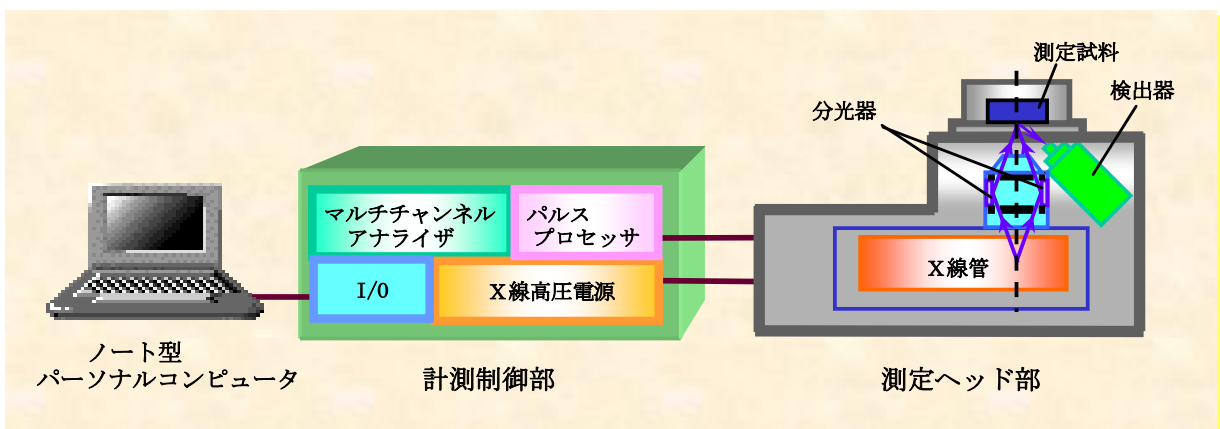 測定試料
検出器
分光器
マルチチャンネル
アナライザ
パルス
プロセッサ
I/O
X線高圧電源
X線管
ノート型
パーソナルコンピュータ
計測制御部
測定ヘッド部